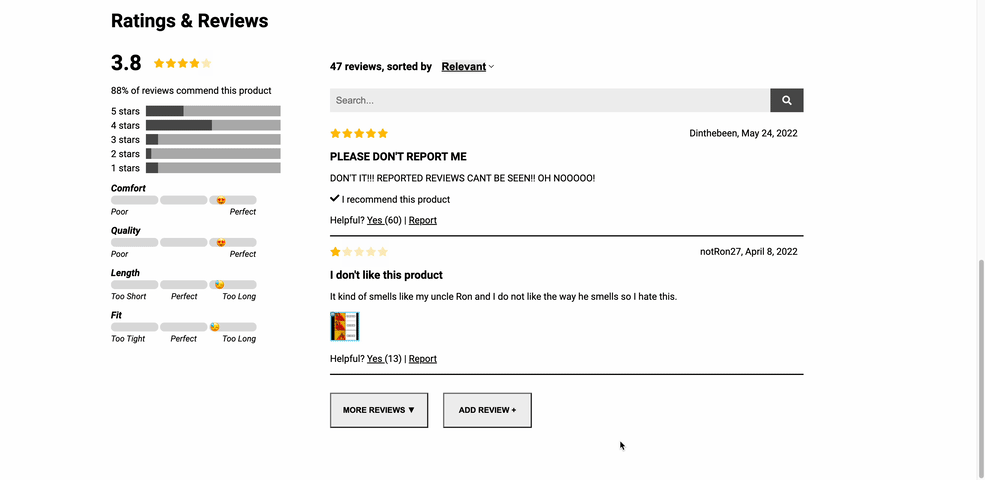 Ratings & Reviews
3.8
88% of reviews commend this product
5 stars
4 stars
3 stars
2 stars
1 stars
Comfort
Poor Perfect
Quality
Poor Perfect
Length
Too Short Perfect Too Long
Fit
Too Tight Perfect Too Long
47 reviews, sorted by Relevant
Search...
Dinthebeen, May 24, 2022
PLEASE DON'T REPORT ME
DON'T IT!!! REPORTED REVIEWS CANT BE SEEN!! OH NOOOOO!
I recommend this product
Helpful? Yes (60) | Report
notRon27, April 8, 2022
I don't like this product
It kind of smells like my uncle Ron and I do not like the way he smells so I hate this.
Helpful? Yes (13) | Report
MORE REVIEWS ▼ ADD REVIEW +